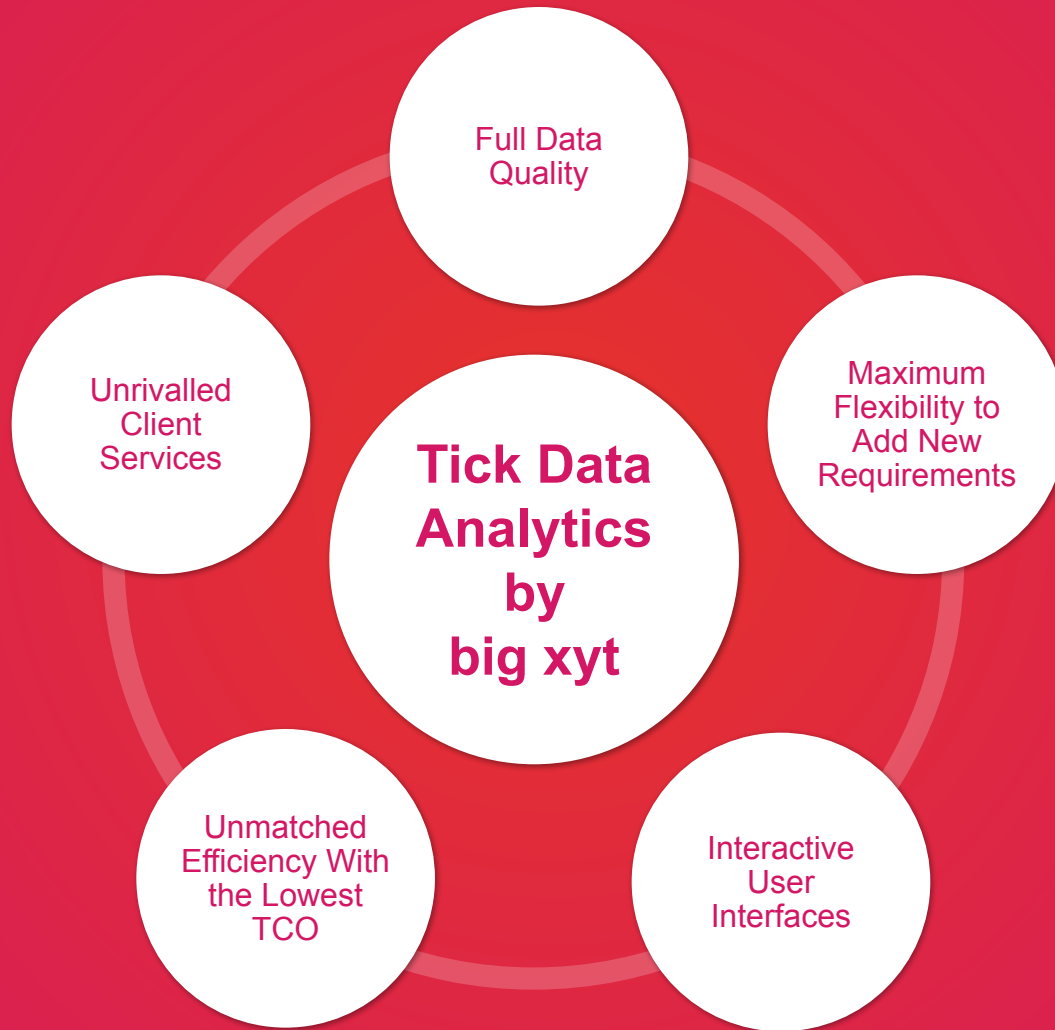 Full Data
Quality
Maximum
Flexibility to
Add New
Requirements
Unrivalled
Client
Services
Tick Data
Analytics
by
big xyt
Unmatched
Efficiency With
the Lowest
TCO
Interactive
User
Interfaces